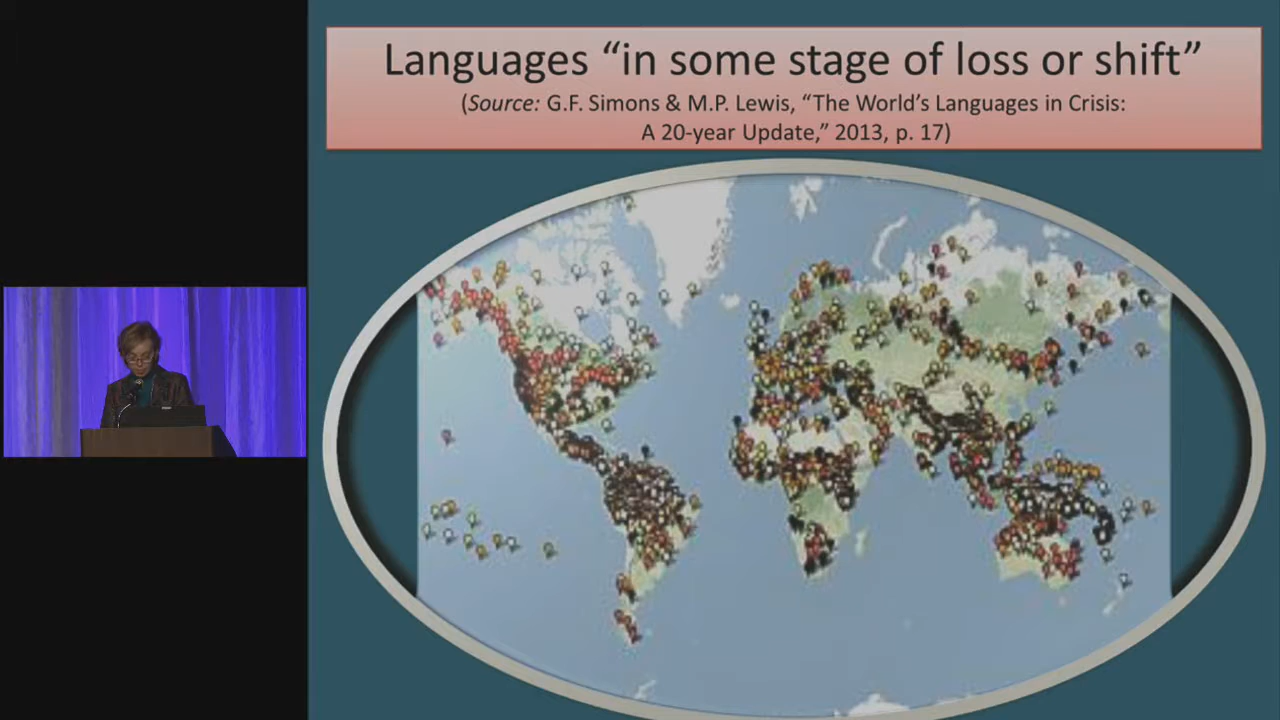 Languages “in some stage of loss or shift”
(Source: G.F. Simons & M.P. Lewis, “The World’s Languages in Crisis:
A 20-year Update,” 2013, p. 17)